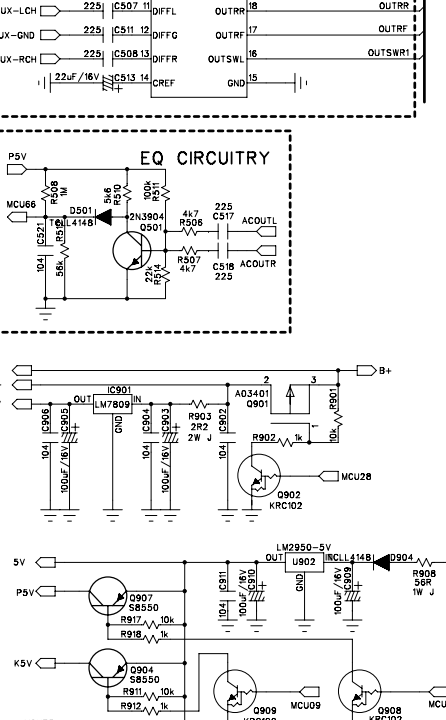 UX-LCH 225 C507 11 DIFFL OUTRR 18 OUTRR
UX-GND 225 C511 12 DIFFG OUTRF 17 OUTRF
UX-RCH 225 C508 13 DIFFR OUTSWL 16 OUTSWR1
22uF/16V C513 14 CREF GND 15
+
EQ CIRCUITRY
P5V
R508 1M
5k6 R510
100k R511
MCU66
D501
LL4148
2N3904
Q501
4k7
R506
225
C517
ACOUTL
C521
104
56k
R507
4k7
C518
225
ACOUTR
22k
R514
B+
2 3
AO3401
Q901
1
R901
10k
IC901
OUT LM7809 IN
GND
C906
104
C905
100uF/16V
+
C904
104
C903
100uF/16V
+
R903
2R2
2W J
C902
104
R902 1k
MCU28
Q902
KRC102
LM2950-5V
OUT U902 IN
GND
CLL4148 D904
5V
R908
56R
1W J
C911
104
100uF/16V
C910
+
100uF/16V
C909
+
P5V
Q907
S8550
R917 10k
R918 1k
K5V
Q904
S8550
R911 10k
R912 1k
MCU09
Q909
Q908
KRC102
MCU